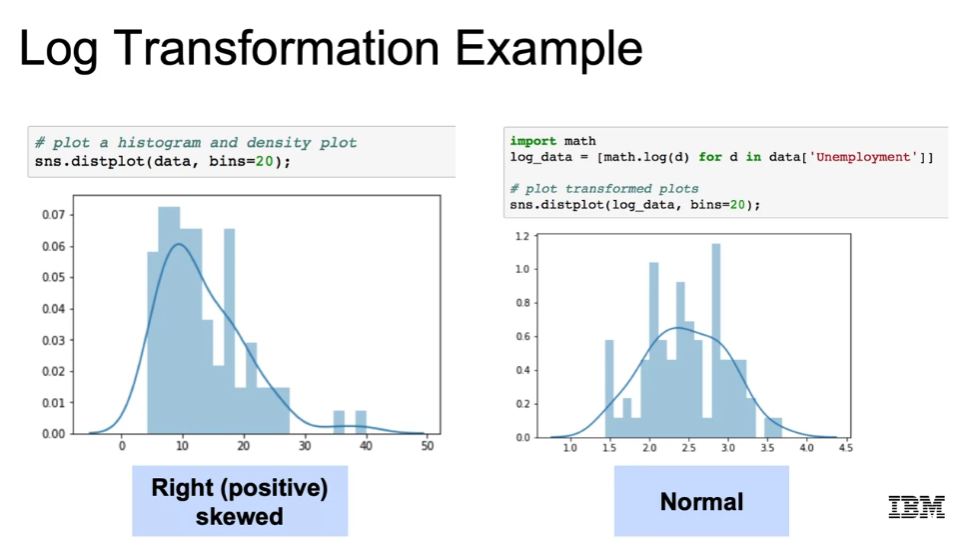 Log Transformation Example
# plot a histogram and density plot
sns.distplot(data, bins=20);
0.07
0.06
0.05
0.04
0.03
0.02
0.01
0.00
0 10 20 30 40 50
Right (positive)
skewed
import math
log_data = [math.log(d) for d in data['Unemployment']]
# plot transformed plots
sns.distplot(log_data, bins=20);
1.2
1.0
0.8
0.6
0.4
0.2
0.0
1.0 1.5 2.0 2.5 3.0 3.5 4.0 4.5
Normal
IBM